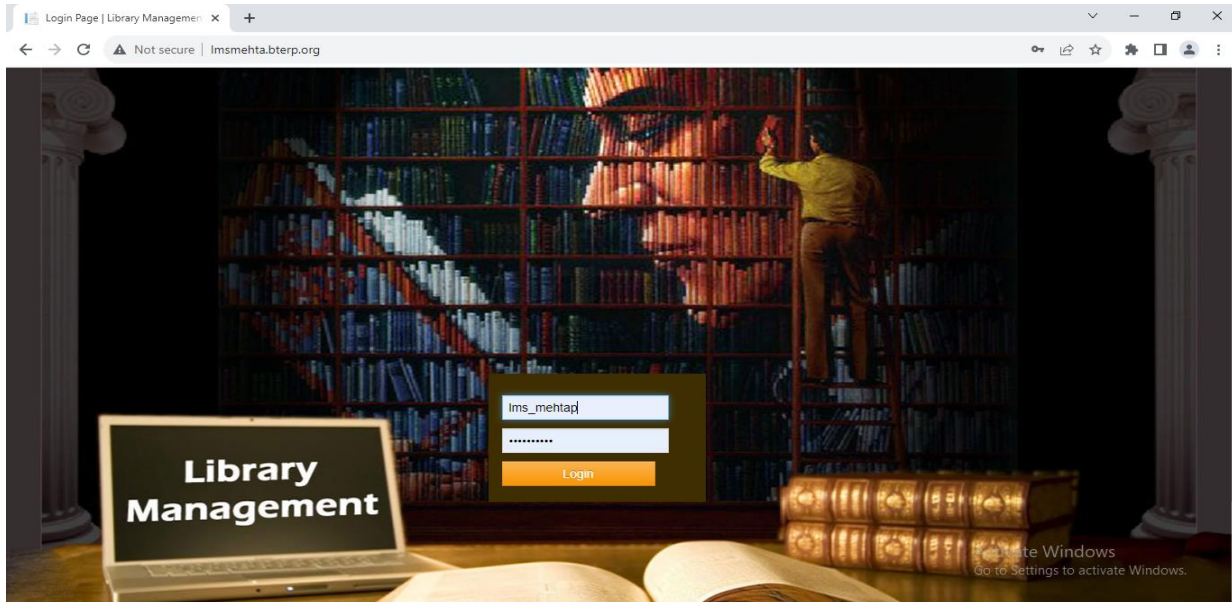 Login Page | Library Managemen
Not secure | lmsmehta.bterp.org
lms_mehtap
••••••••••
Login
Library
Management
Activate Windows
Go to Settings to activate Windows.